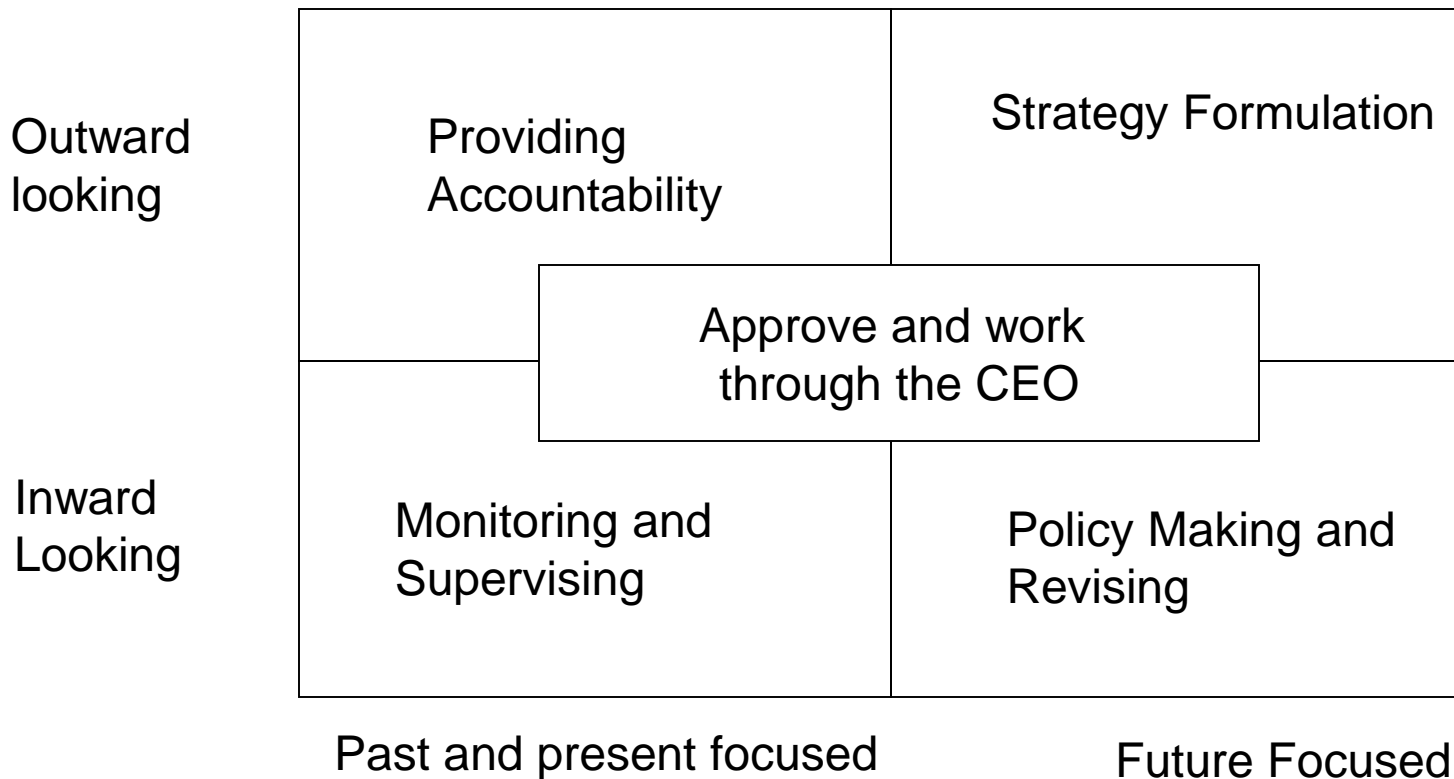 Outward
looking
Providing
Accountability
Strategy Formulation
Approve and work
through the CEO
Inward
Looking
Monitoring and
Supervising
Policy Making and
Revising
Past and present focused
Future Focused